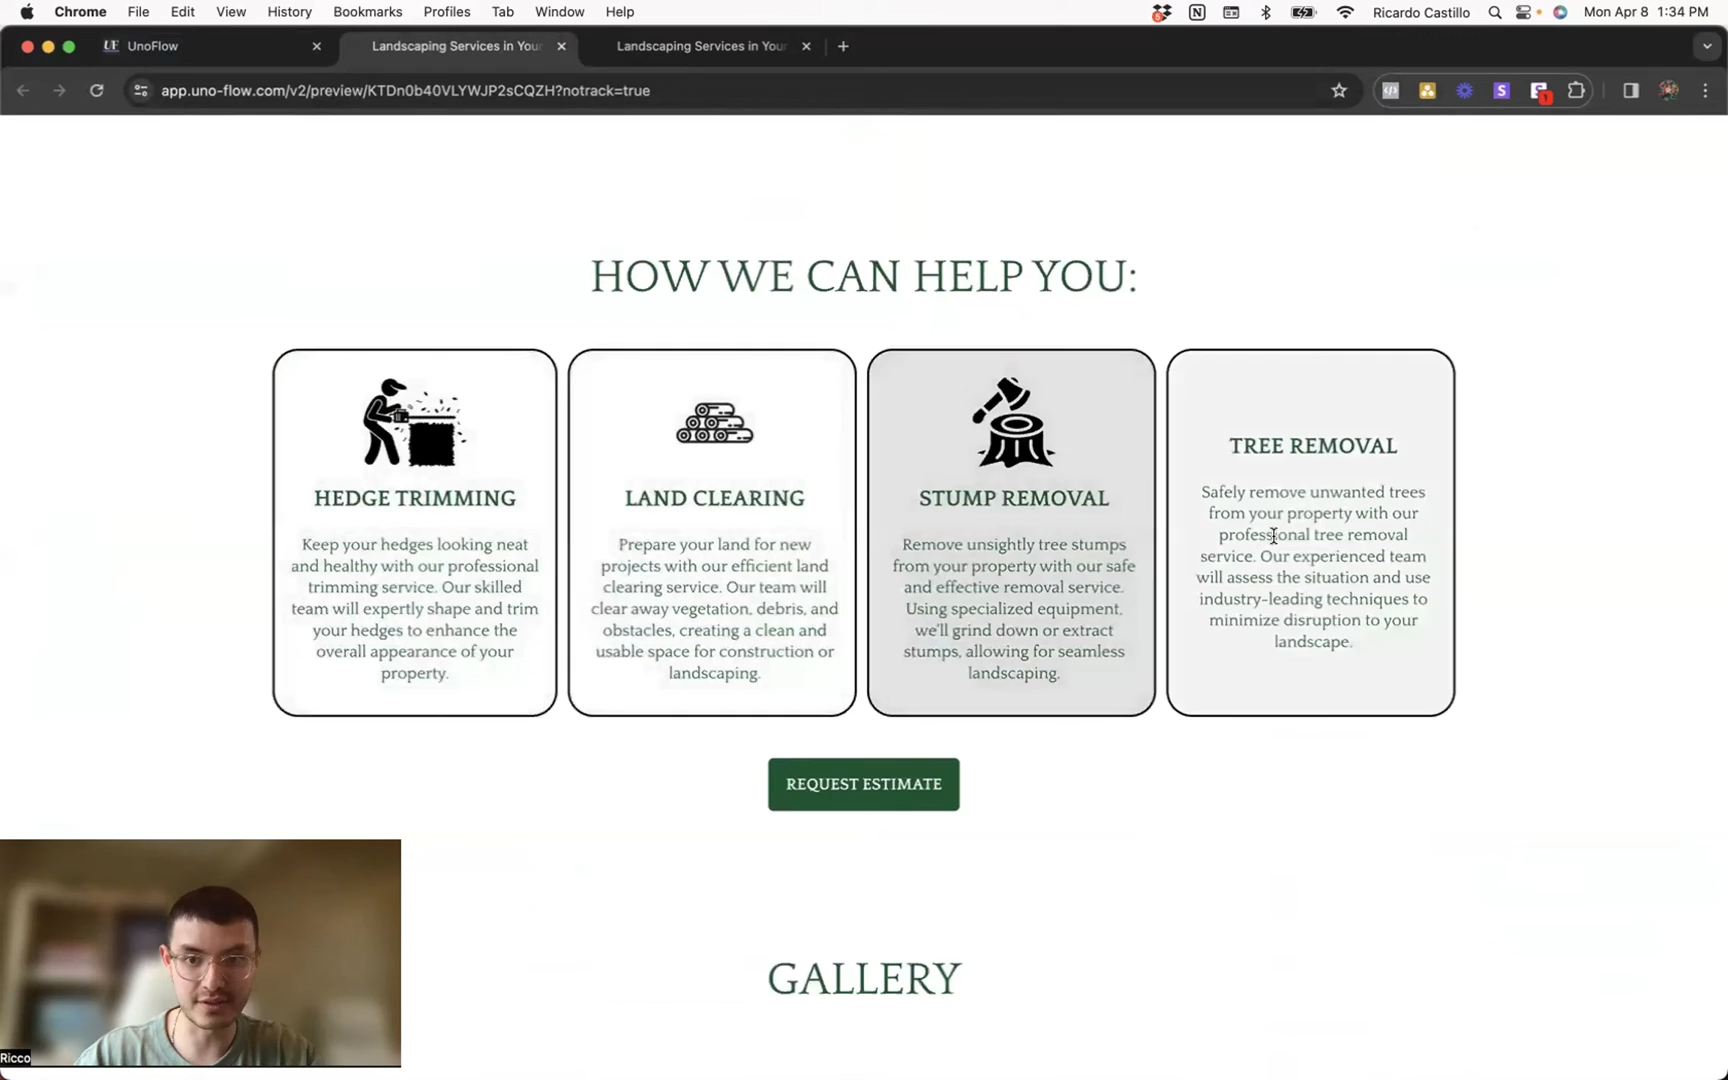 Chrome File Edit View History Bookmarks Profiles Tab Window Help
5 Ricardo Castillo Mon Apr 8 1:34 PM
UF UnoFlow
Landscaping Services in Your
Landscaping Services in Your
app.uno-flow.com/v2/preview/KTDn0b40VLYWJP2sCQZH?notrack=true
S
1
HOW WE CAN HELP YOU:
HEDGE TRIMMING
Keep your hedges looking neat
and healthy with our professional
trimming service. Our skilled
team will expertly shape and trim
your hedges to enhance the
overall appearance of your
property.
LAND CLEARING
Prepare your land for new
projects with our efficient land
clearing service. Our team will
clear away vegetation, debris, and
obstacles, creating a clean and
usable space for construction or
landscaping.
STUMP REMOVAL
Remove unsightly tree stumps
from your property with our safe
and effective removal service.
Using specialized equipment,
we'll grind down or extract
stumps, allowing for seamless
landscaping.
TREE REMOVAL
Safely remove unwanted trees
from your property with our
professional tree removal
service. Our experienced team
will assess the situation and use
industry-leading techniques to
minimize disruption to your
landscape.
REQUEST ESTIMATE
GALLERY
Ricco